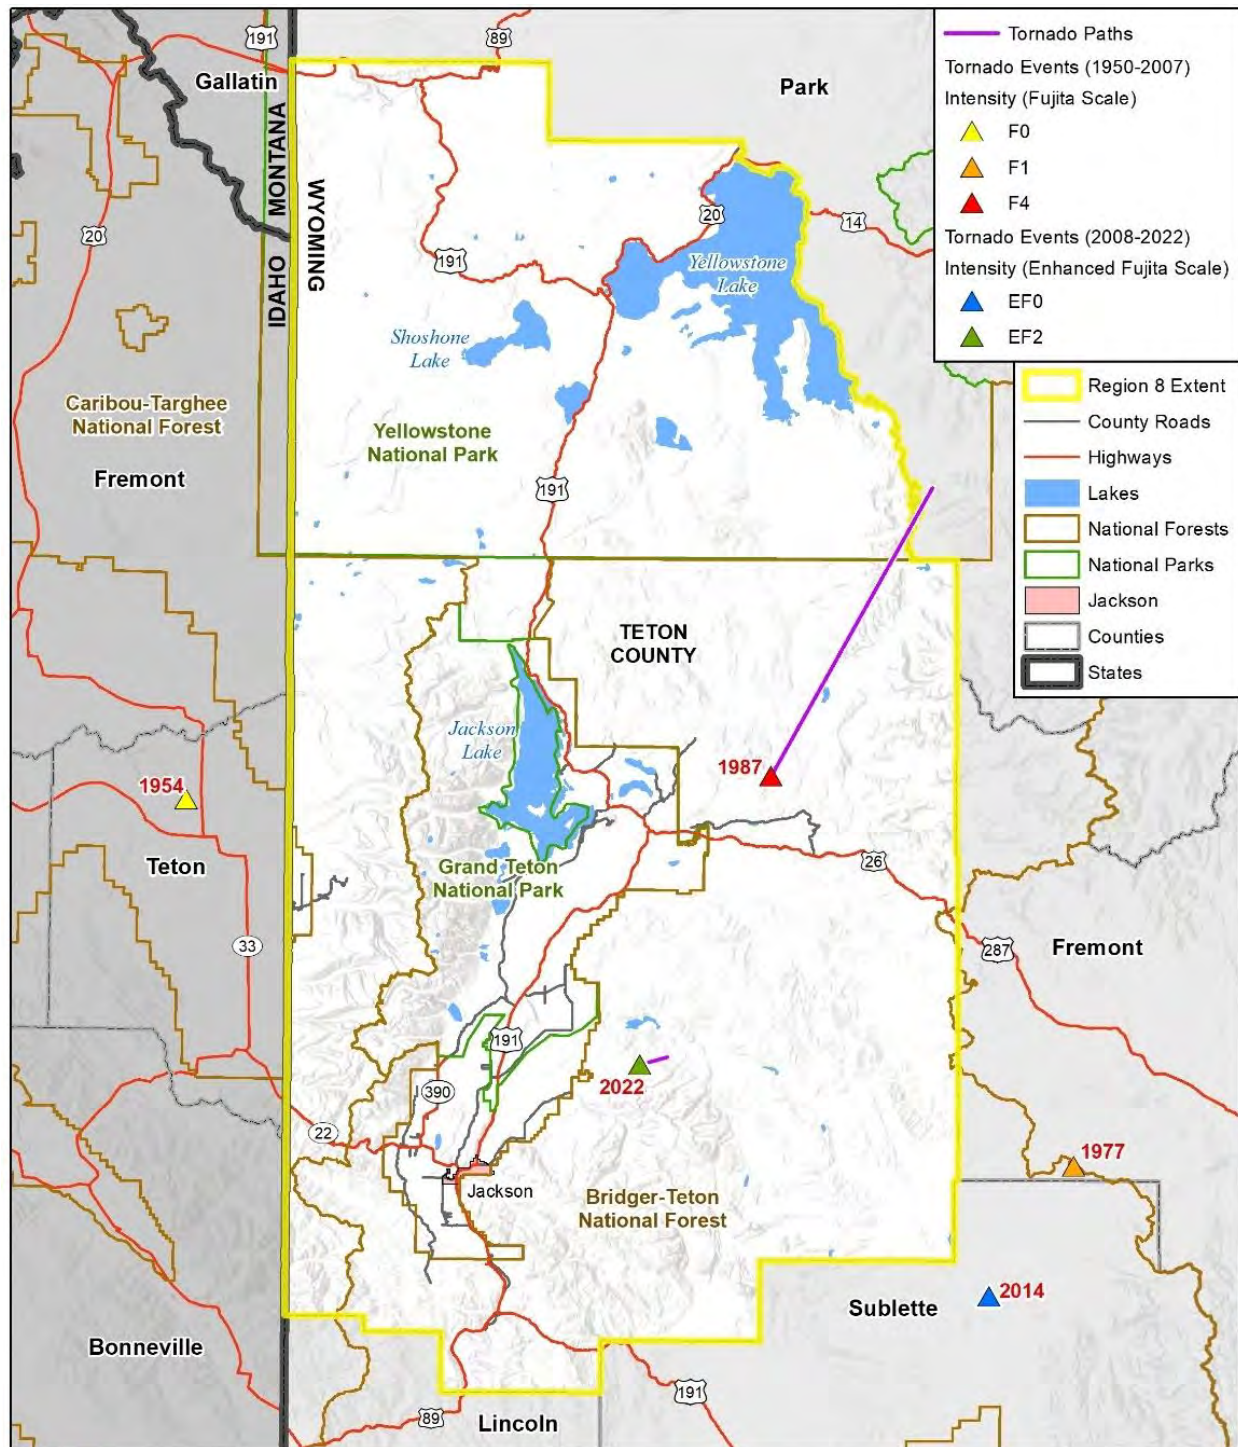 191
89
Gallatin
Park
MONTANA
IDAHO
WYOMING
20
20
14
191
Yellowstone
Lake
Shoshone
Lake
Caribou-Targhee
National Forest
Yellowstone
National Park
Fremont
191
TETON
COUNTY
Jackson
Lake
1987
1954
Teton
Grand Teton
National Park
26
33
287
Fremont
191
2022
390
22
1977
Jackson
Bridger-Teton
National Forest
Sublette
2014
Bonneville
191
89
Lincoln
Tornado Paths
Tornado Events (1950-2007)
Intensity (Fujita Scale)
F0
F1
F4
Tornado Events (2008-2022)
Intensity (Enhanced Fujita Scale)
EF0
EF2
Region 8 Extent
County Roads
Highways
Lakes
National Forests
National Parks
Jackson
Counties
States